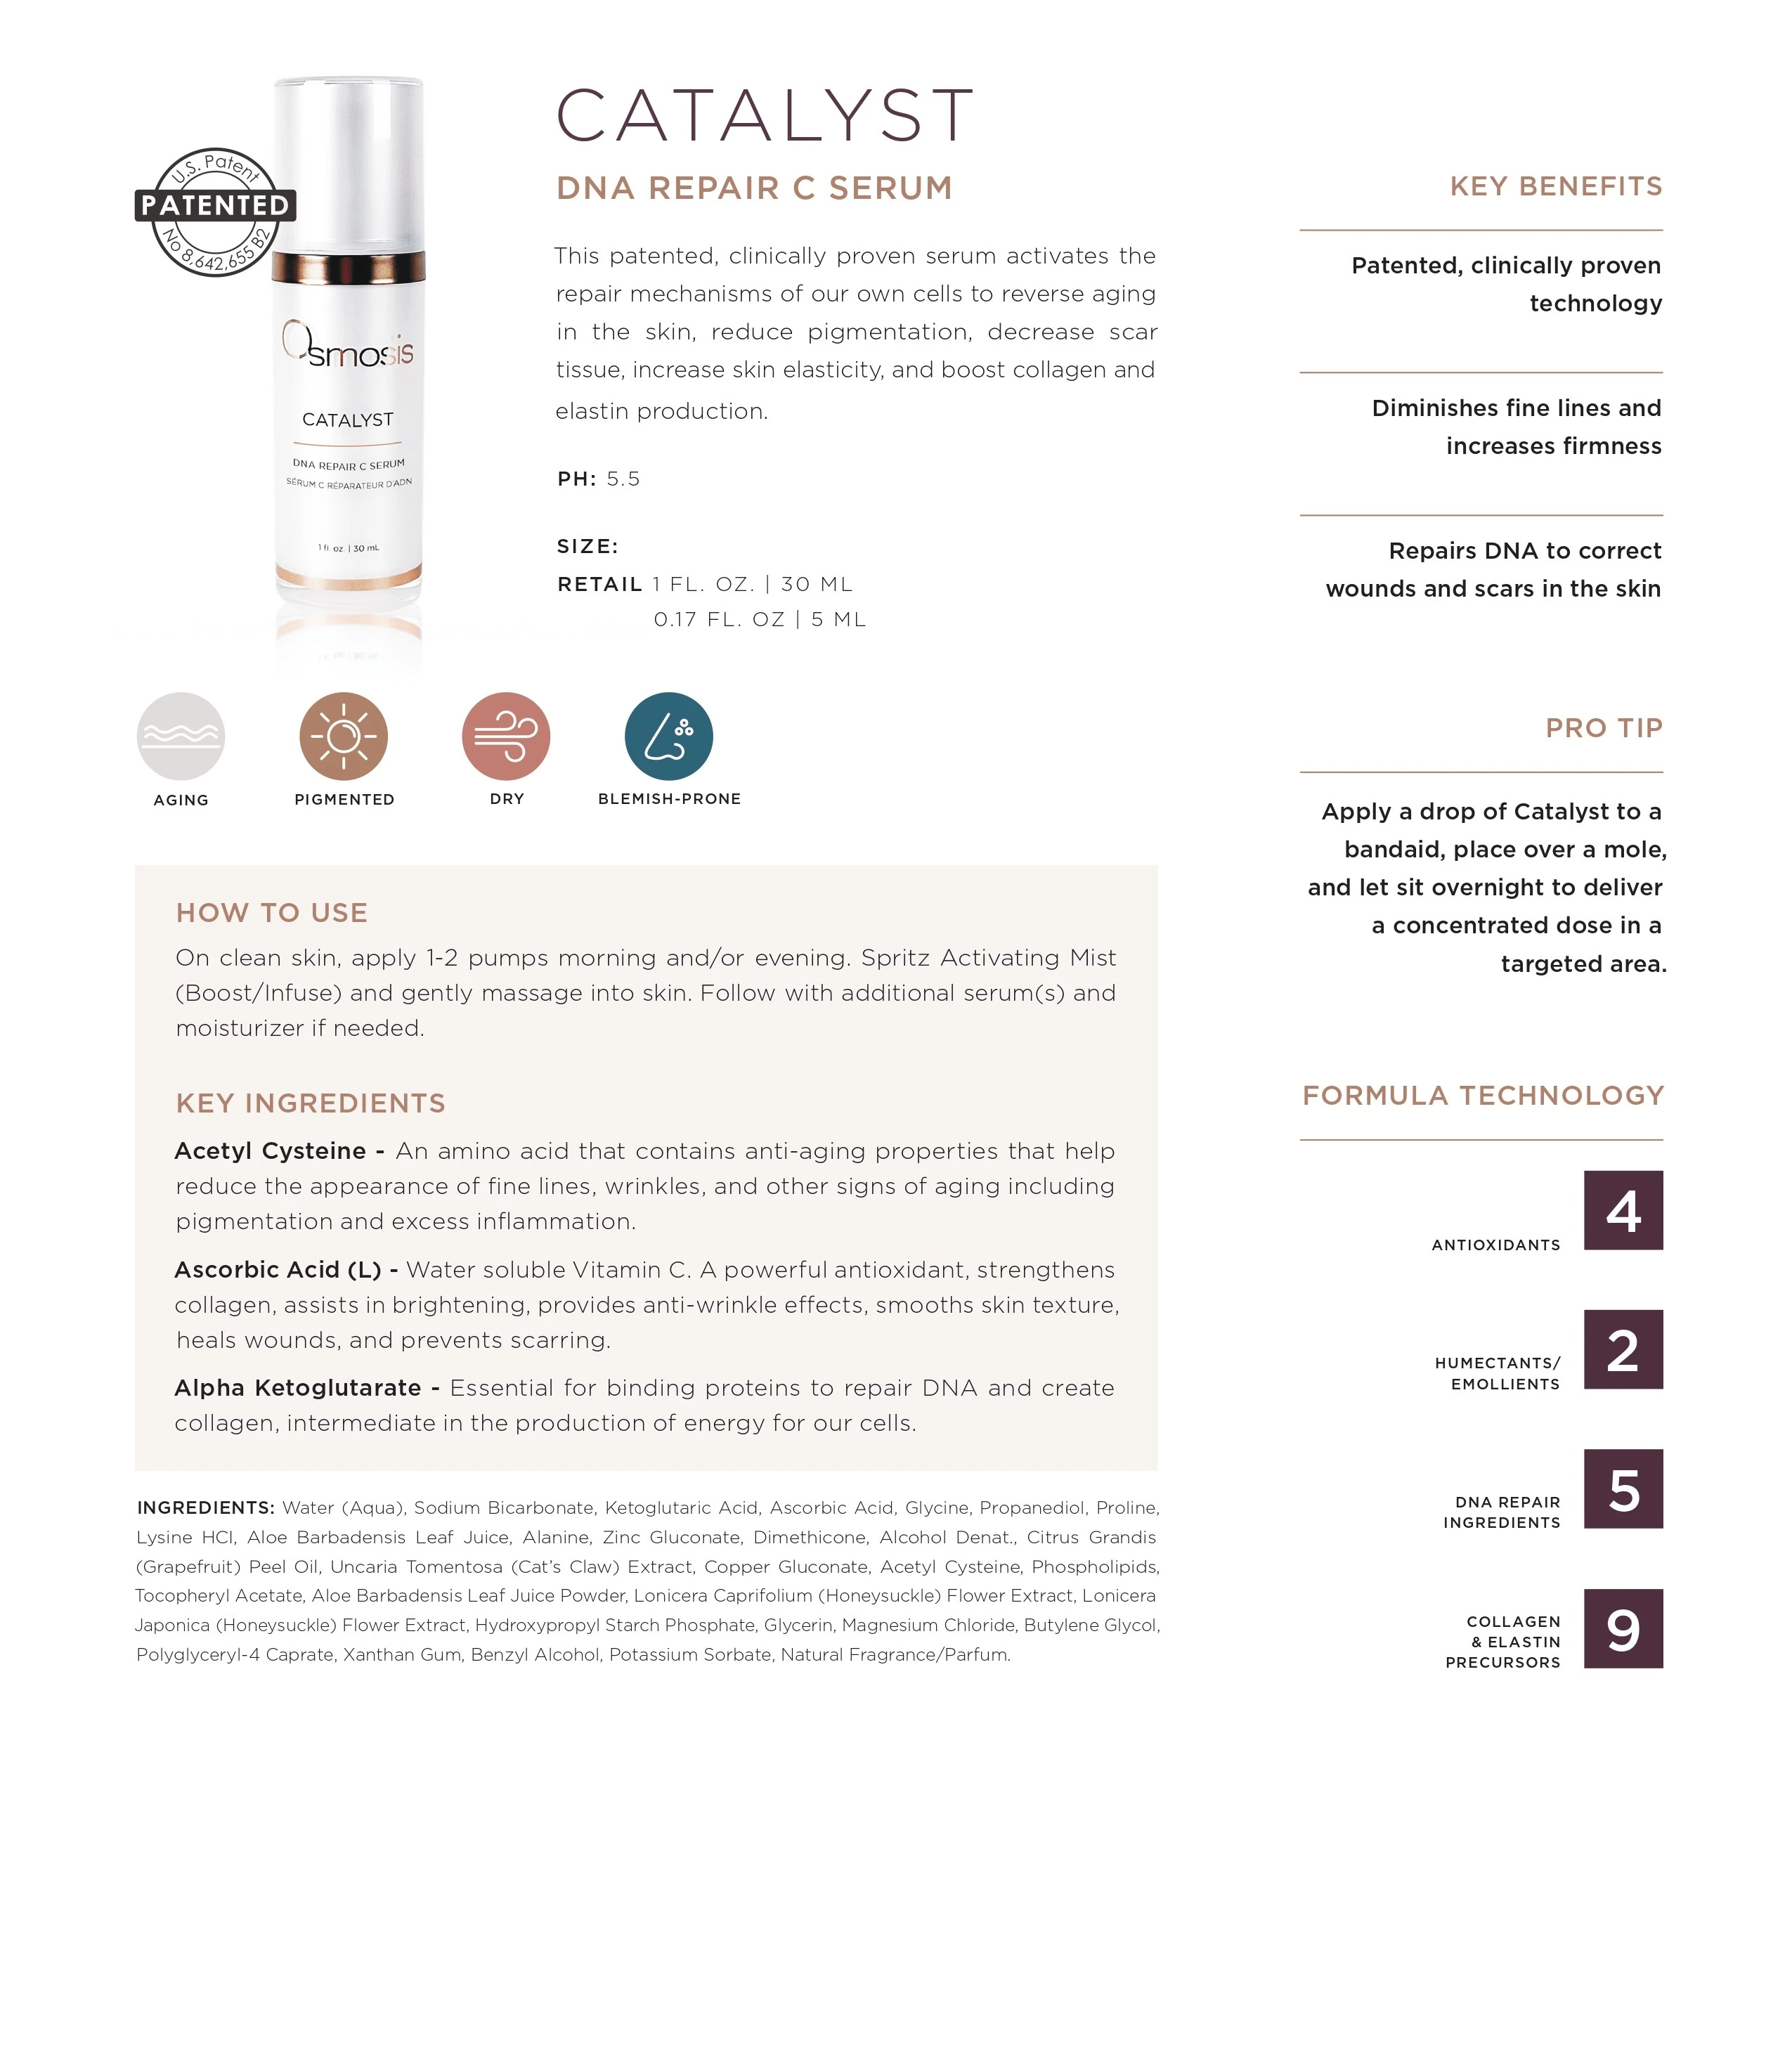 U.S. Patent
PATENTED
No 8,642,655 B2
Osmosis
CATALYST
DNA REPAIR C SERUM
SÉRUM C RÉPARATEUR D'ADN
1 fl. oz. | 30 mL
CATALYST
DNA REPAIR C SERUM
This patented, clinically proven serum activates the
repair mechanisms of our own cells to reverse aging
in the skin, reduce pigmentation, decrease scar
tissue, increase skin elasticity, and boost collagen and
elastin production.
PH: 5.5
SIZE:
RETAIL 1 FL. OZ. | 30 ML
0.17 FL. OZ | 5 ML
AGING
PIGMENTED
DRY
BLEMISH-PRONE
HOW TO USE
On clean skin, apply 1-2 pumps morning and/or evening. Spritz Activating Mist
(Boost/Infuse) and gently massage into skin. Follow with additional serum(s) and
moisturizer if needed.
KEY INGREDIENTS
Acetyl Cysteine - An amino acid that contains anti-aging properties that help
reduce the appearance of fine lines, wrinkles, and other signs of aging including
pigmentation and excess inflammation.
Ascorbic Acid (L) - Water soluble Vitamin C. A powerful antioxidant, strengthens
collagen, assists in brightening, provides anti-wrinkle effects, smooths skin texture,
heals wounds, and prevents scarring.
Alpha Ketoglutarate - Essential for binding proteins to repair DNA and create
collagen, intermediate in the production of energy for our cells.
INGREDIENTS: Water (Aqua), Sodium Bicarbonate, Ketoglutaric Acid, Ascorbic Acid, Glycine, Propanediol, Proline,
Lysine HCI, Aloe Barbadensis Leaf Juice, Alanine, Zinc Gluconate, Dimethicone, Alcohol Denat., Citrus Grandis
(Grapefruit) Peel Oil, Uncaria Tomentosa (Cat's Claw) Extract, Copper Gluconate, Acetyl Cysteine, Phospholipids,
Tocopheryl Acetate, Aloe Barbadensis Leaf Juice Powder, Lonicera Caprifolium (Honeysuckle) Flower Extract, Lonicera
Japonica (Honeysuckle) Flower Extract, Hydroxypropyl Starch Phosphate, Glycerin, Magnesium Chloride, Butylene Glycol,
Polyglyceryl-4 Caprate, Xanthan Gum, Benzyl Alcohol, Potassium Sorbate, Natural Fragrance/Parfum.
KEY BENEFITS
Patented, clinically proven
technology
Diminishes fine lines and
increases firmness
Repairs DNA to correct
wounds and scars in the skin
PRO TIP
Apply a drop of Catalyst to a
bandaid, place over a mole,
and let sit overnight to deliver
a concentrated dose in a
targeted area.
FORMULA TECHNOLOGY
4
ANTIOXIDANTS
2
HUMECTANTS/
EMOLLIENTS
5
DNA REPAIR
INGREDIENTS
9
COLLAGEN
& ELASTIN
PRECURSORS